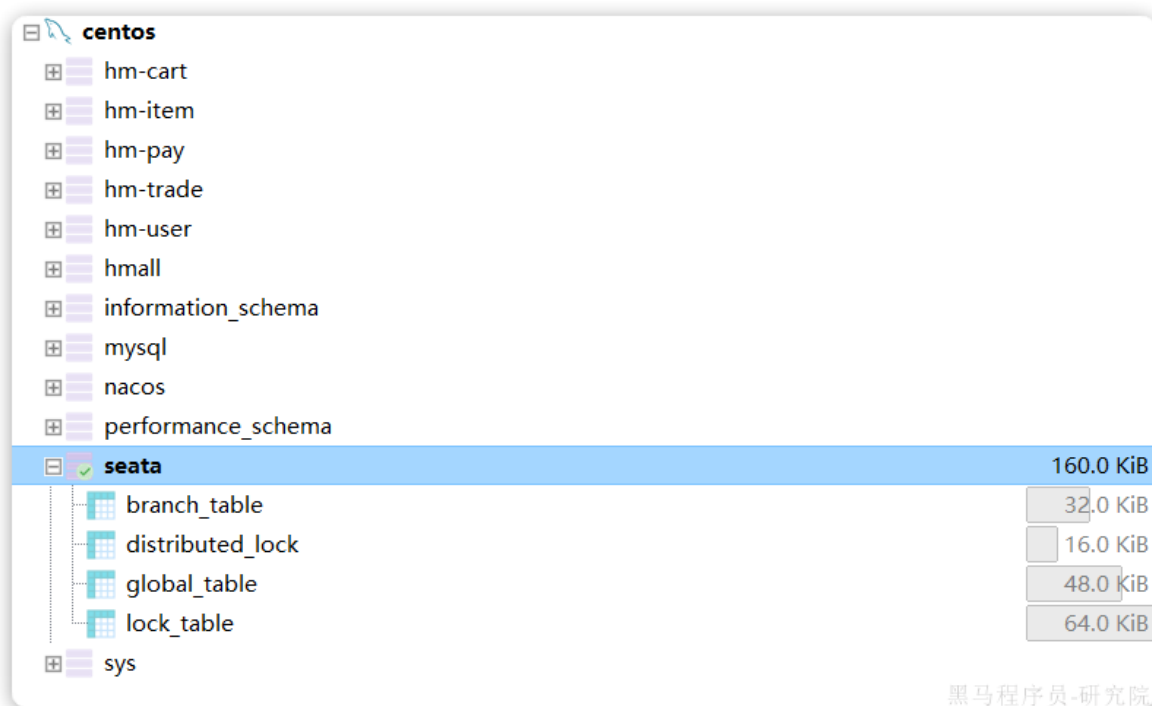 centos
hm-cart
hm-item
hm-pay
hm-trade
hm-user
hmall
information_schema
mysql
nacos
performance_schema
seata 160.0 KiB
branch_table 32.0 KiB
distributed_lock 16.0 KiB
global_table 48.0 KiB
lock_table 64.0 KiB
sys
黑马程序员-研究院